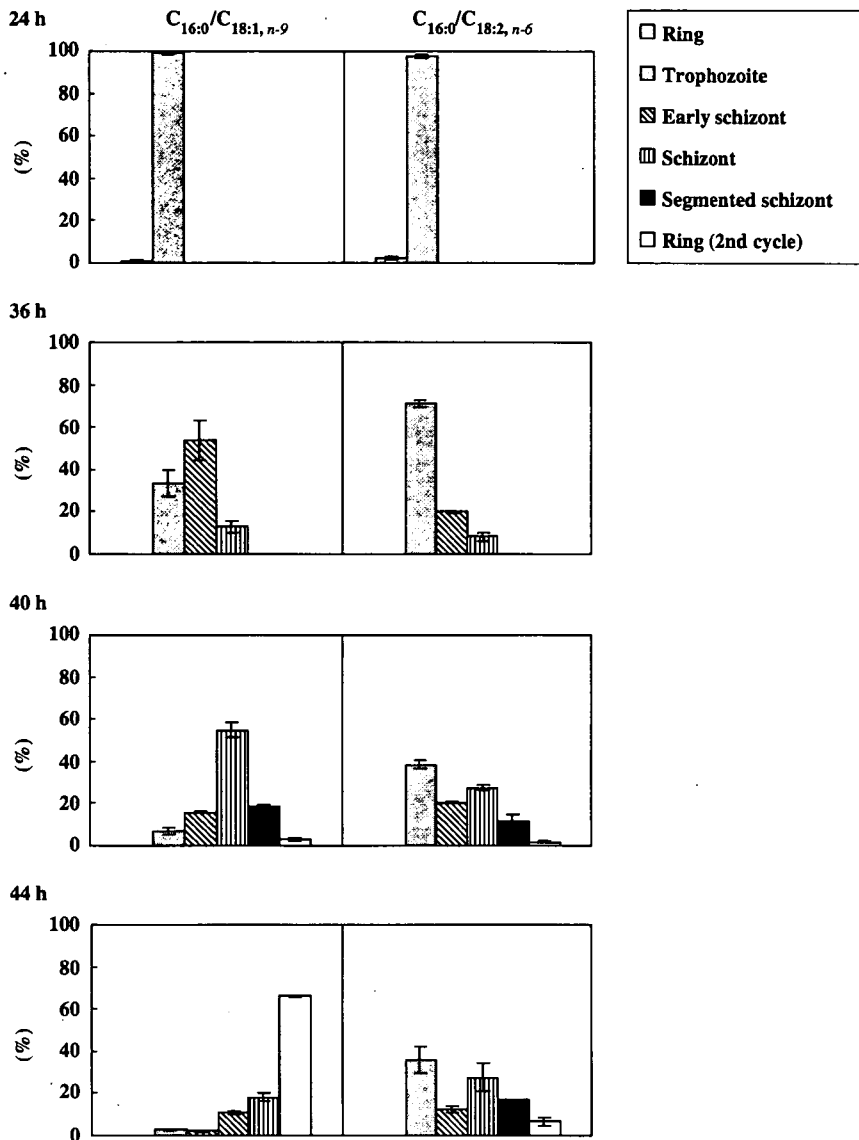 24 h
C16:0/C18:1, n-9
C16:0/C18:2, n-6
100
80
60
40
20
0
(%)
Ring
Trophozoite
Early schizont
Schizont
Segmented schizont
Ring (2nd cycle)
36 h
100
80
60
40
20
0
(%)
40 h
100
80
60
40
20
0
(%)
44 h
100
80
60
40
20
0
(%)